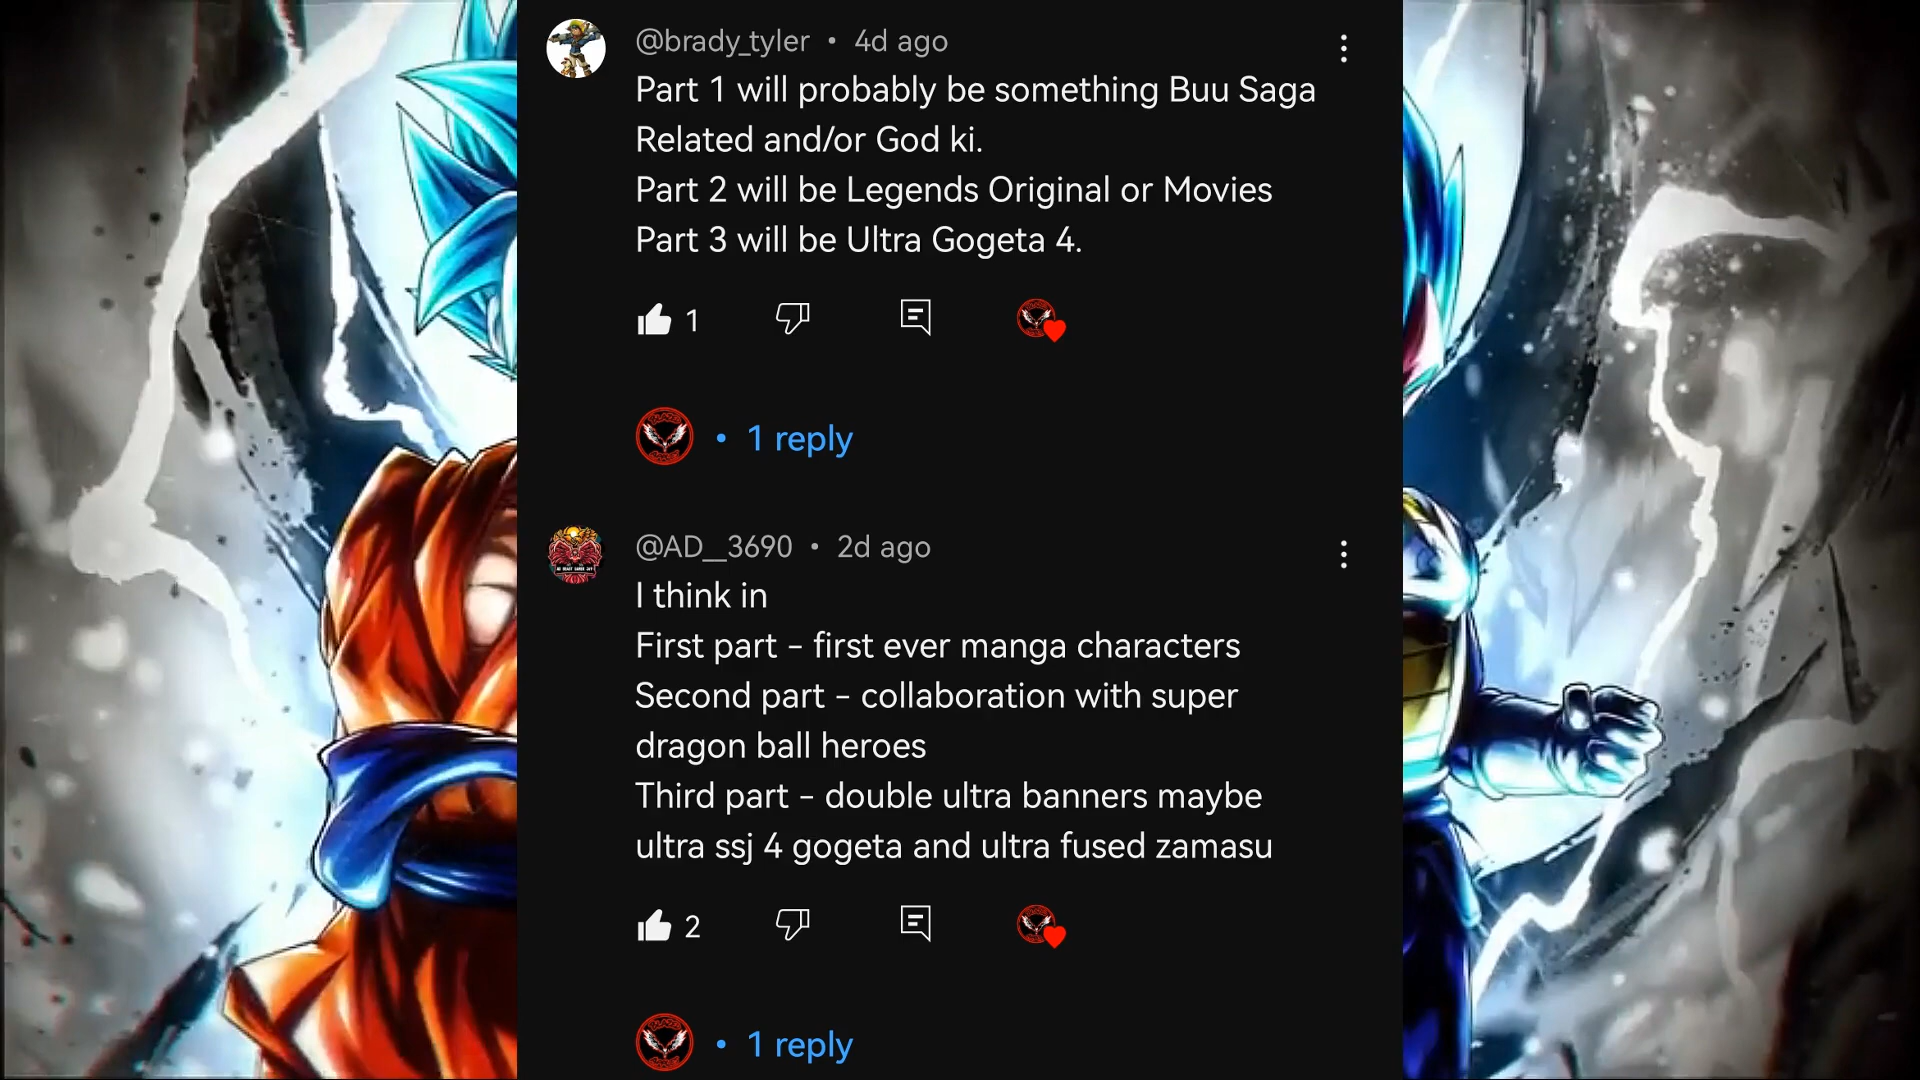 @brady_tyler • 4d ago
Part 1 will probably be something Buu Saga
Related and/or God ki.
Part 2 will be Legends Original or Movies
Part 3 will be Ultra Gogeta 4.
1
• 1 reply
@AD__3690 • 2d ago
I think in
First part - first ever manga characters
Second part - collaboration with super
dragon ball heroes
Third part - double ultra banners maybe
ultra ssj 4 gogeta and ultra fused zamasu
2
• 1 reply